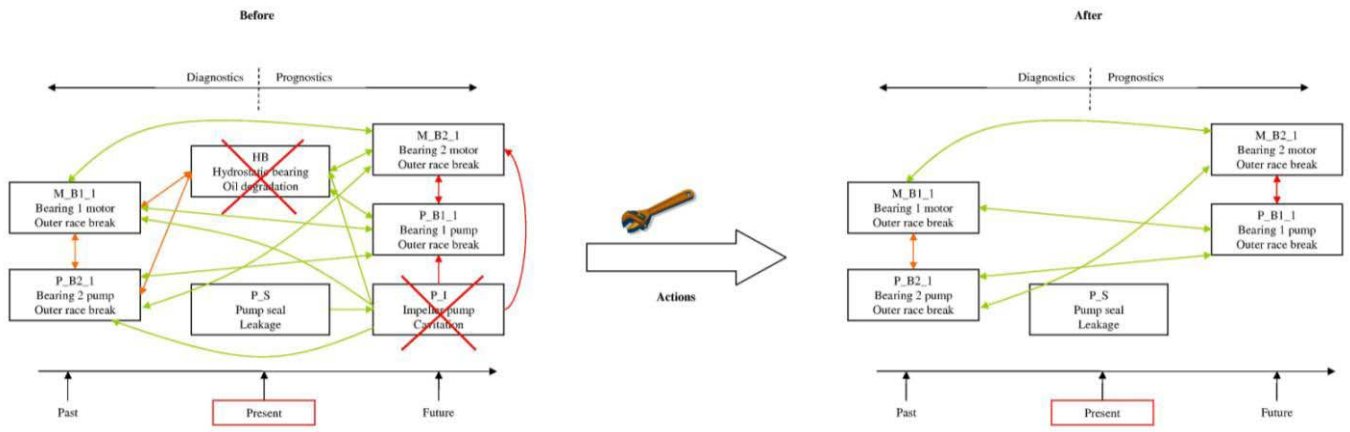 Before
Diagnostics
Prognostics
M_B2_1
Bearing 2 motor
Outer race break
HB
Hydrostatic bearing
Oil degradation
M_B1_1
Bearing 1 motor
Outer race break
P_B1_1
Bearing 1 pump
Outer race break
P_B2_1
Bearing 2 pump
Outer race break
P_S
Pump seal
Leakage
P_I
Impeller pump
Cavitation
Past
Present
Future
Actions
After
Diagnostics
Prognostics
M_B2_1
Bearing 2 motor
Outer race break
M_B1_1
Bearing 1 motor
Outer race break
P_B1_1
Bearing 1 pump
Outer race break
P_B2_1
Bearing 2 pump
Outer race break
P_S
Pump seal
Leakage
Past
Present
Future